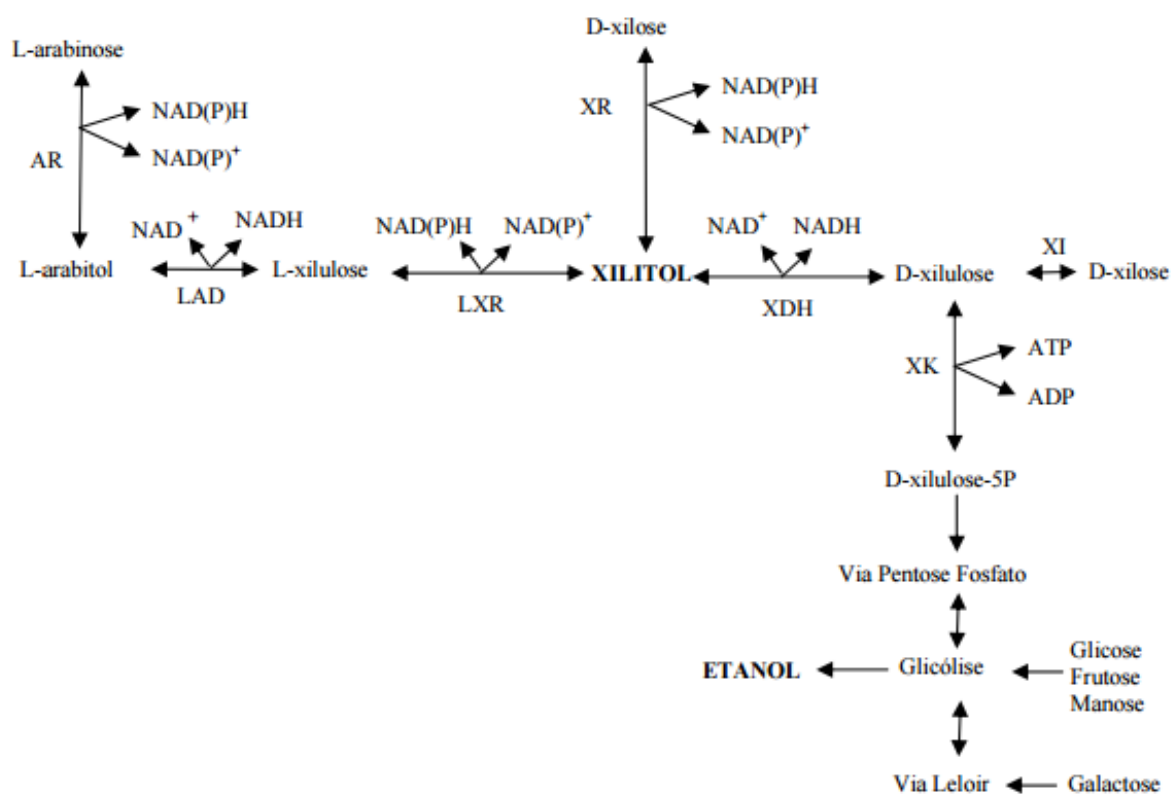 D-xilose
L-arabinose
NAD(P)H
XR
NAD(P)H
NAD(P)+
NAD(P)+
AR
NAD+
NADH
NAD(P)H
NAD(P)+
NAD+
NADH
XI
L-arabitol
L-xilulose
XILITOL
D-xilulose
D-xilose
LAD
LXR
XDH
ATP
XK
ADP
D-xilulose-5P
Via Pentose Fosfato
ETANOL
Glicólise
Glicose
Frutose
Manose
Via Leloir
Galactose